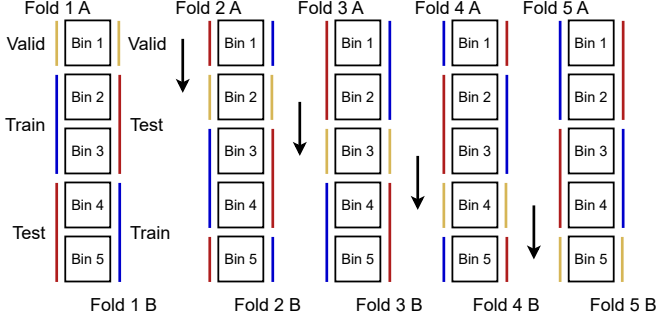 Fold 1 A Fold 2 A Fold 3 A Fold 4 A Fold 5 A
Valid Bin 1 Valid Bin 1 Bin 1 Bin 1 Bin 1
Bin 2 Bin 2 Bin 2 Bin 2 Bin 2
Train Test
Bin 3 Bin 3 Bin 3 Bin 3 Bin 3
Bin 4 Bin 4 Bin 4 Bin 4 Bin 4
Test Train
Bin 5 Bin 5 Bin 5 Bin 5 Bin 5
Fold 1 B Fold 2 B Fold 3 B Fold 4 B Fold 5 B